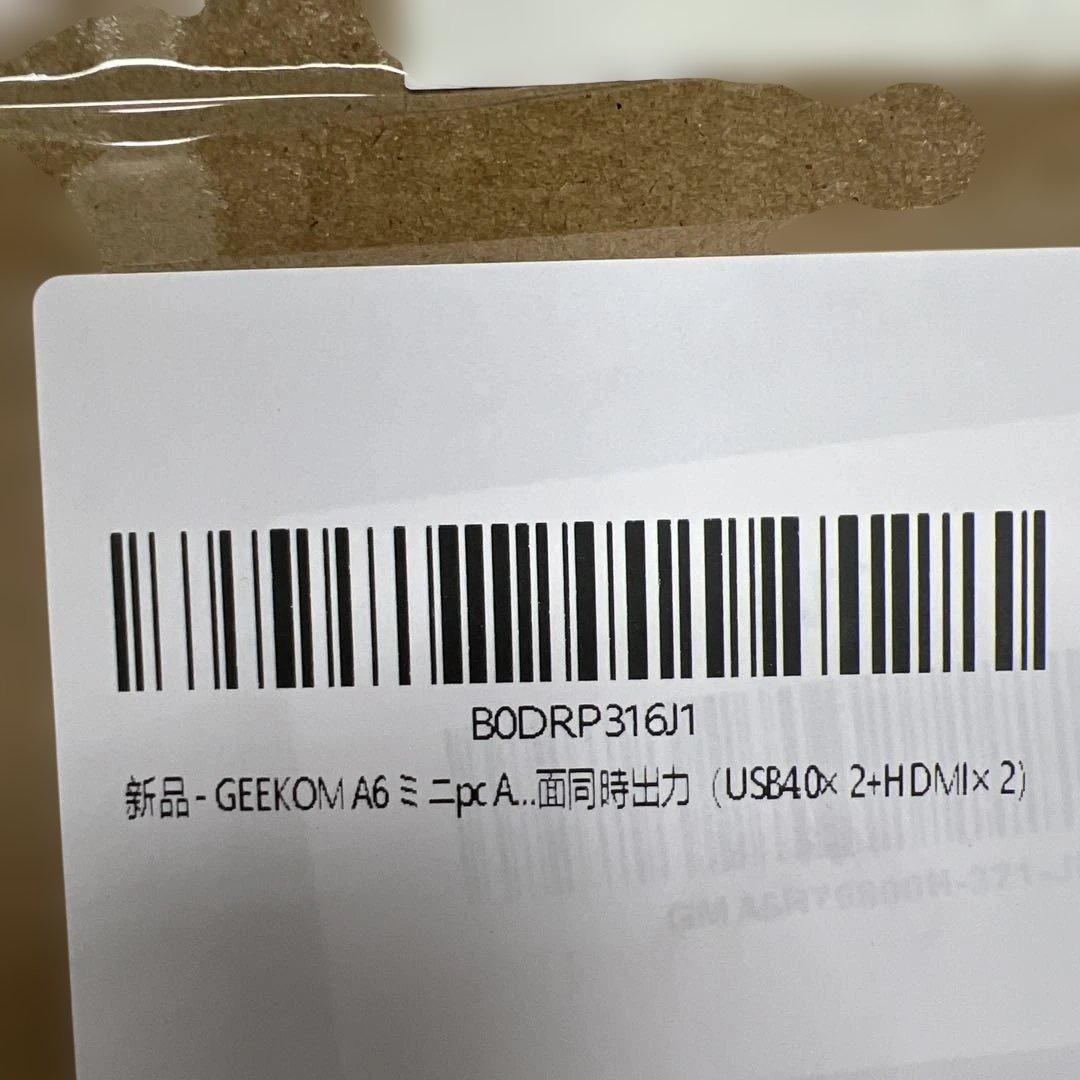 B0DRP316J1
新品 - GEEKOM A6 ミニpc A...面同時出力（USB4.0× 2+HDMI× 2）